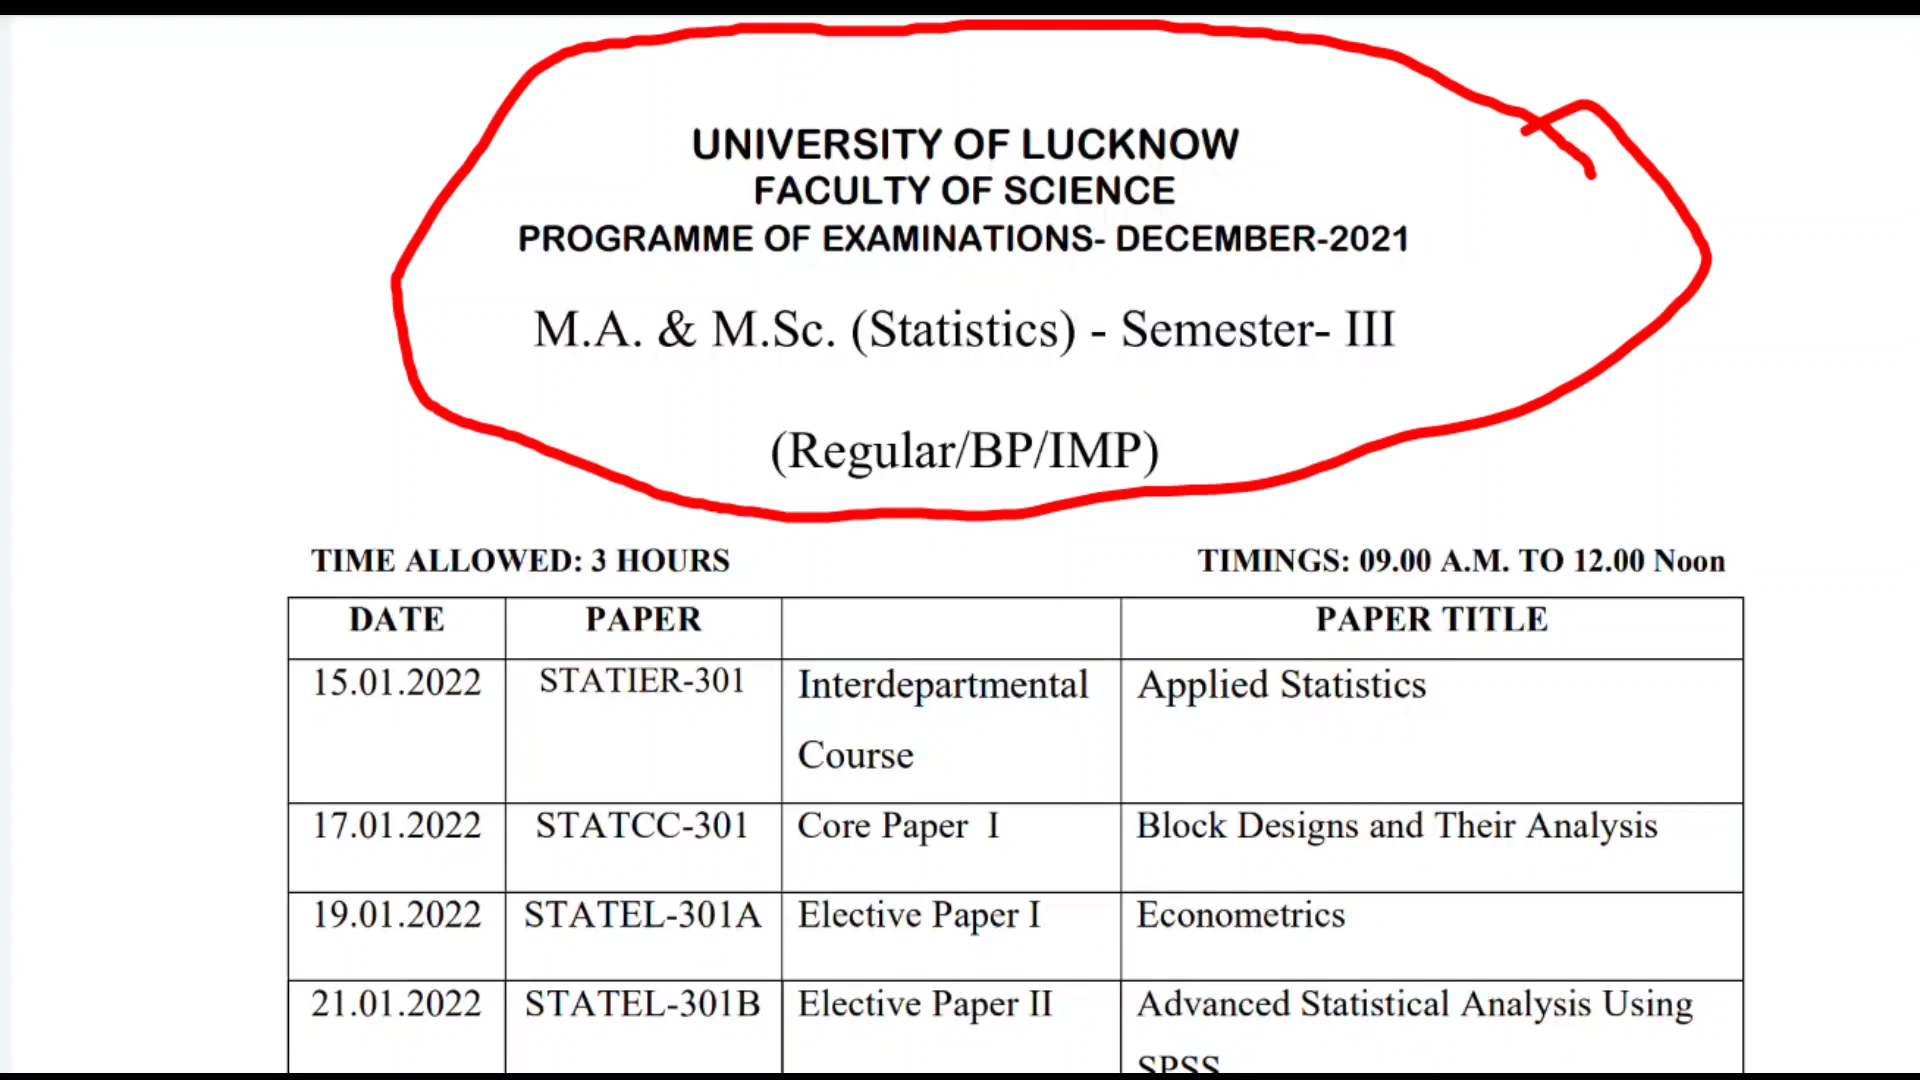 UNIVERSITY OF LUCKNOW
FACULTY OF SCIENCE
PROGRAMME OF EXAMINATIONS- DECEMBER-2021
M.A. & M.Sc. (Statistics) - Semester- III
(Regular/BP/IMP)
TIME ALLOWED: 3 HOURS TIMINGS: 09.00 A.M. TO 12.00 Noon
DATE PAPER PAPER TITLE
15.01.2022 STATIER-301 Interdepartmental Applied Statistics
Course
17.01.2022 STATCC-301 Core Paper I Block Designs and Their Analysis
19.01.2022 STATEL-301A Elective Paper I Econometrics
21.01.2022 STATEL-301B Elective Paper II Advanced Statistical Analysis Using
SPSS